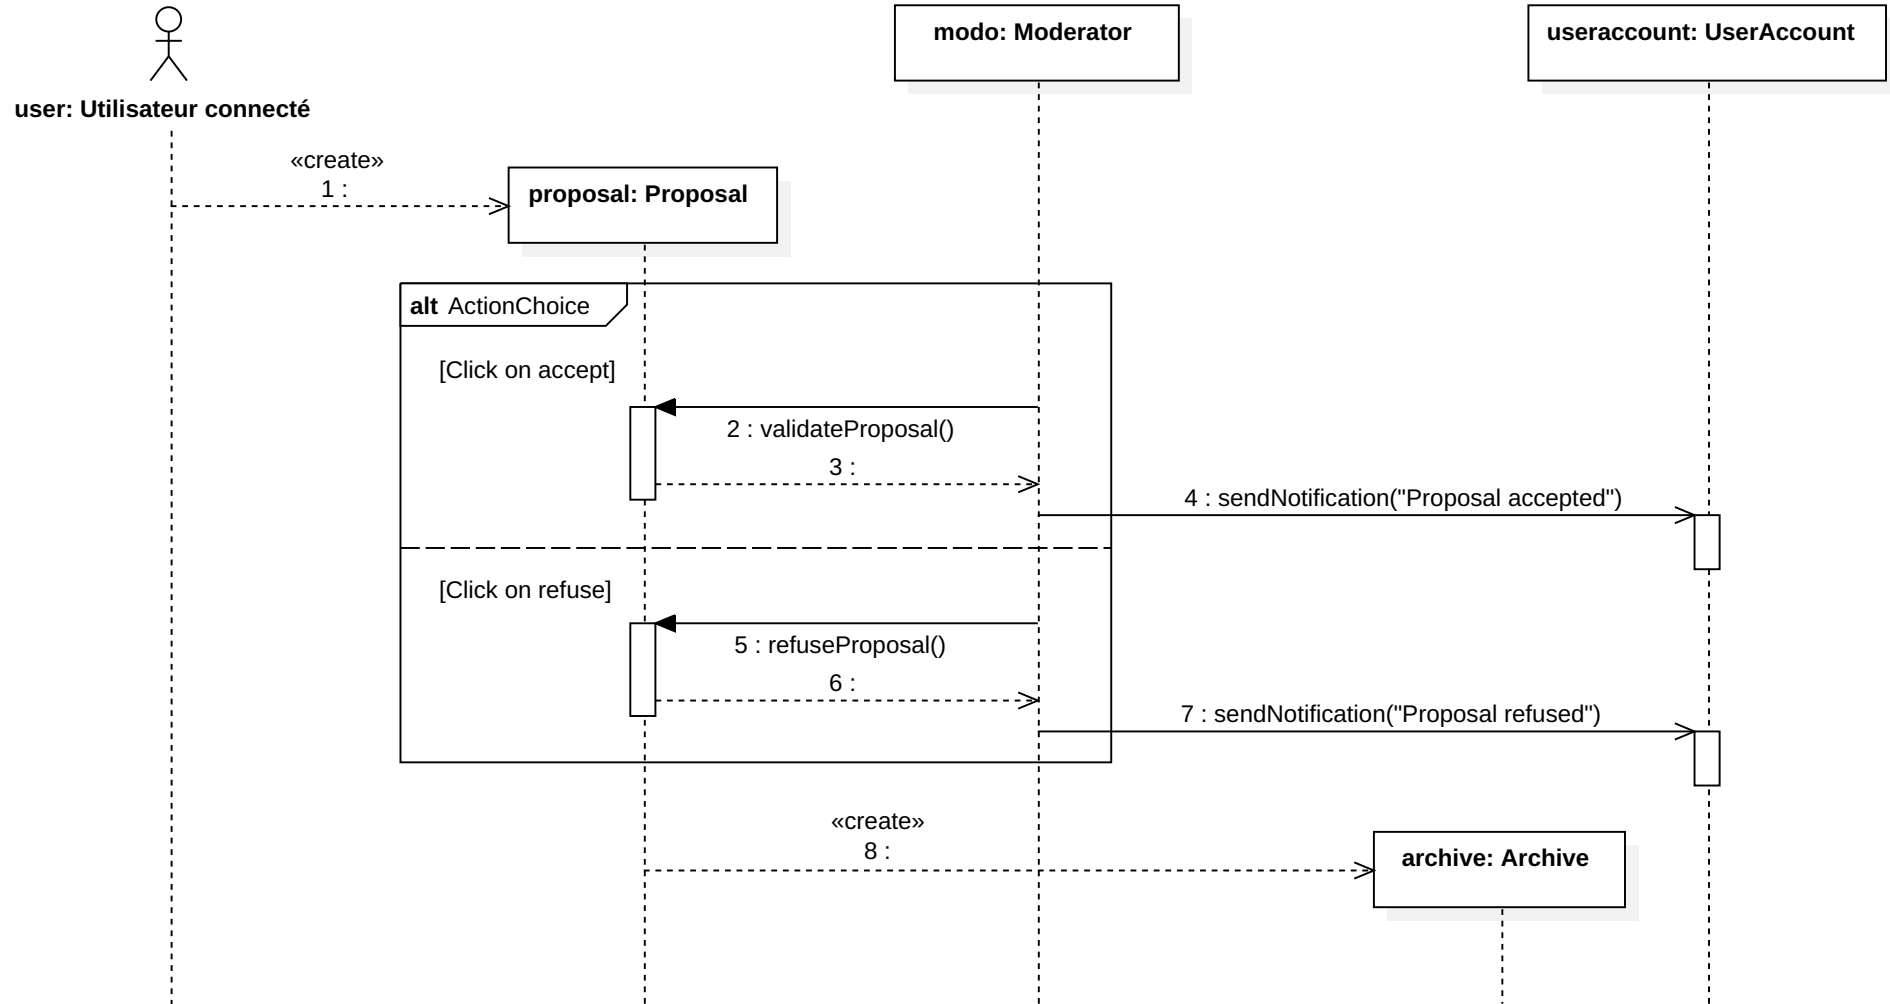 modo: Moderator
useraccount: UserAccount
user: Utilisateur connecté
«create»
1 :
proposal: Proposal
alt ActionChoice
[Click on accept]
2 : validateProposal()
3 :
4 : sendNotification("Proposal accepted")
[Click on refuse]
5 : refuseProposal()
6 :
7 : sendNotification("Proposal refused")
«create»
8 :
archive: Archive